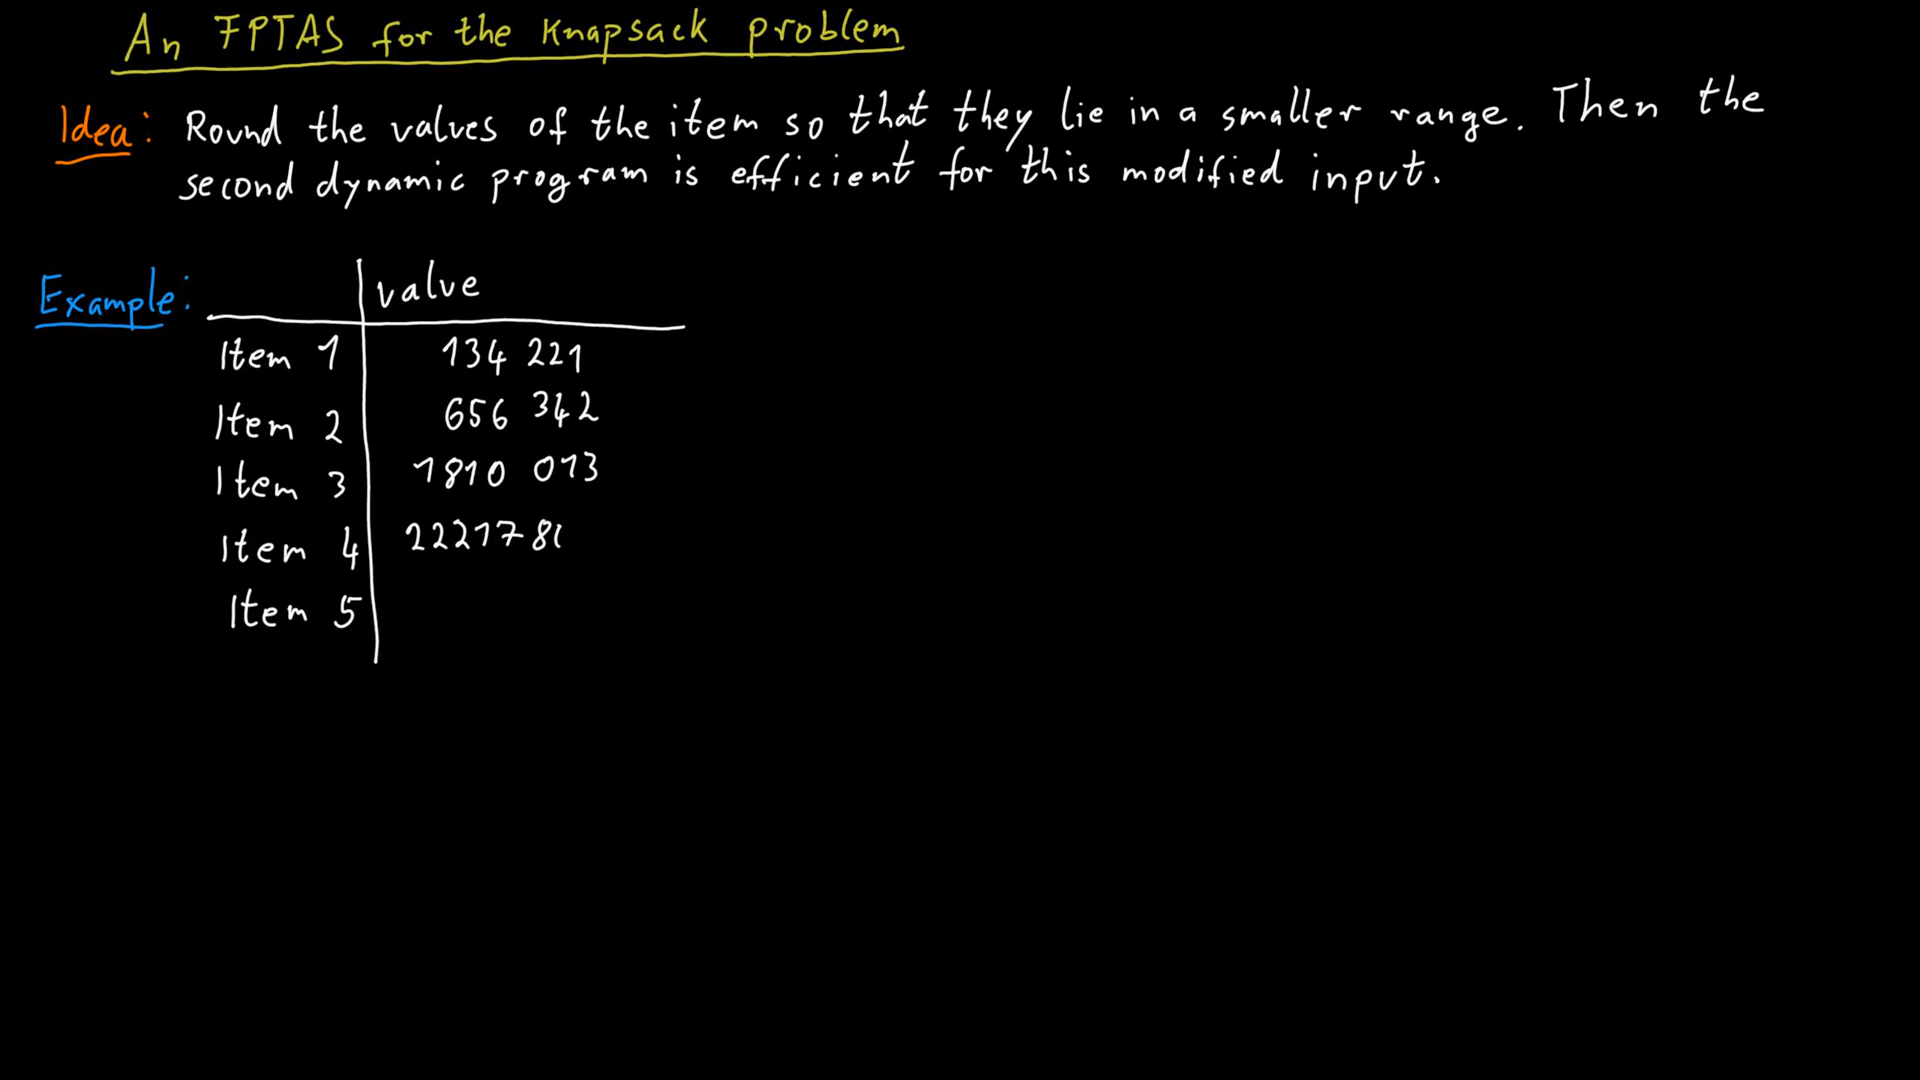 An FPTAS for the Knapsack problem
Idea: Round the values of the item so that they lie in a smaller range. Then the
second dynamic program is efficient for this modified input.
Example:
value
Item 1 134 221
Item 2 656 342
Item 3 1810 013
Item 4 22217
Item 5